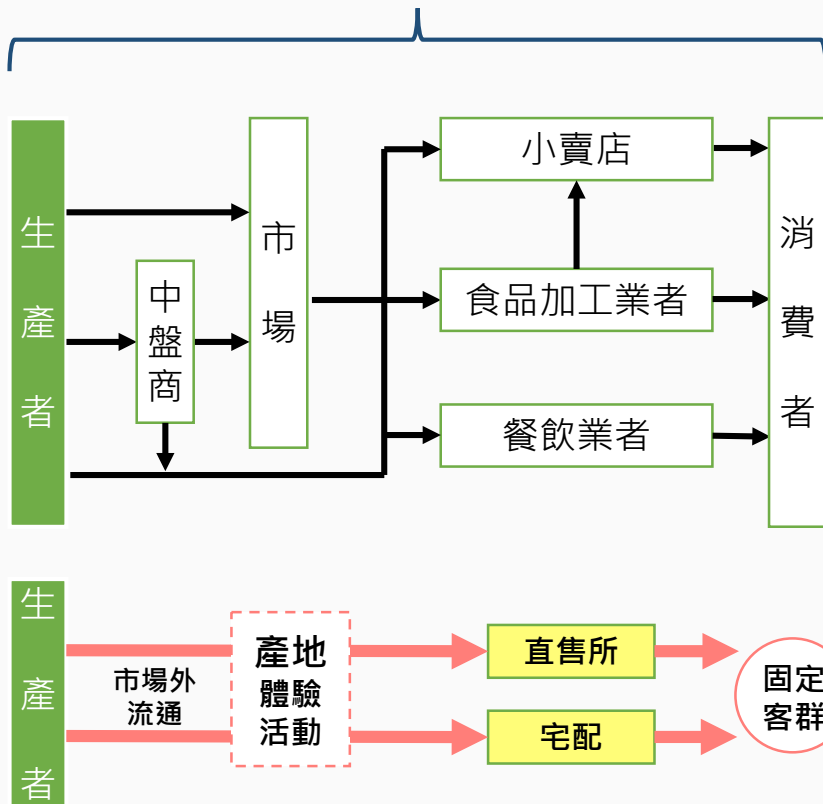 生產者
中盤商
市場
小賣店
食品加工業者
餐飲業者
消費者
生產者
市場外
流通
產地
體驗
活動
直售所
宅配
固定
客群